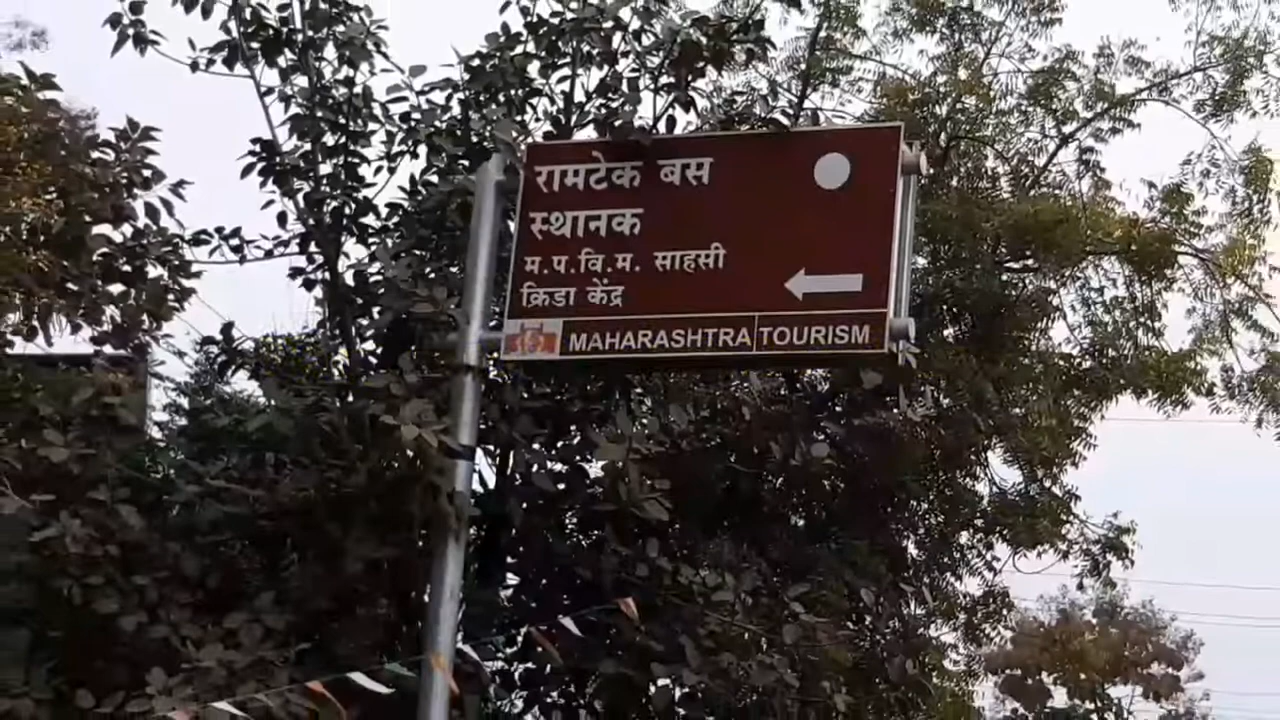 रामटेक बस
स्थानक
म.प.वि.म. साहसी
क्रिडा केंद्र
MAHARASHTRA TOURISM